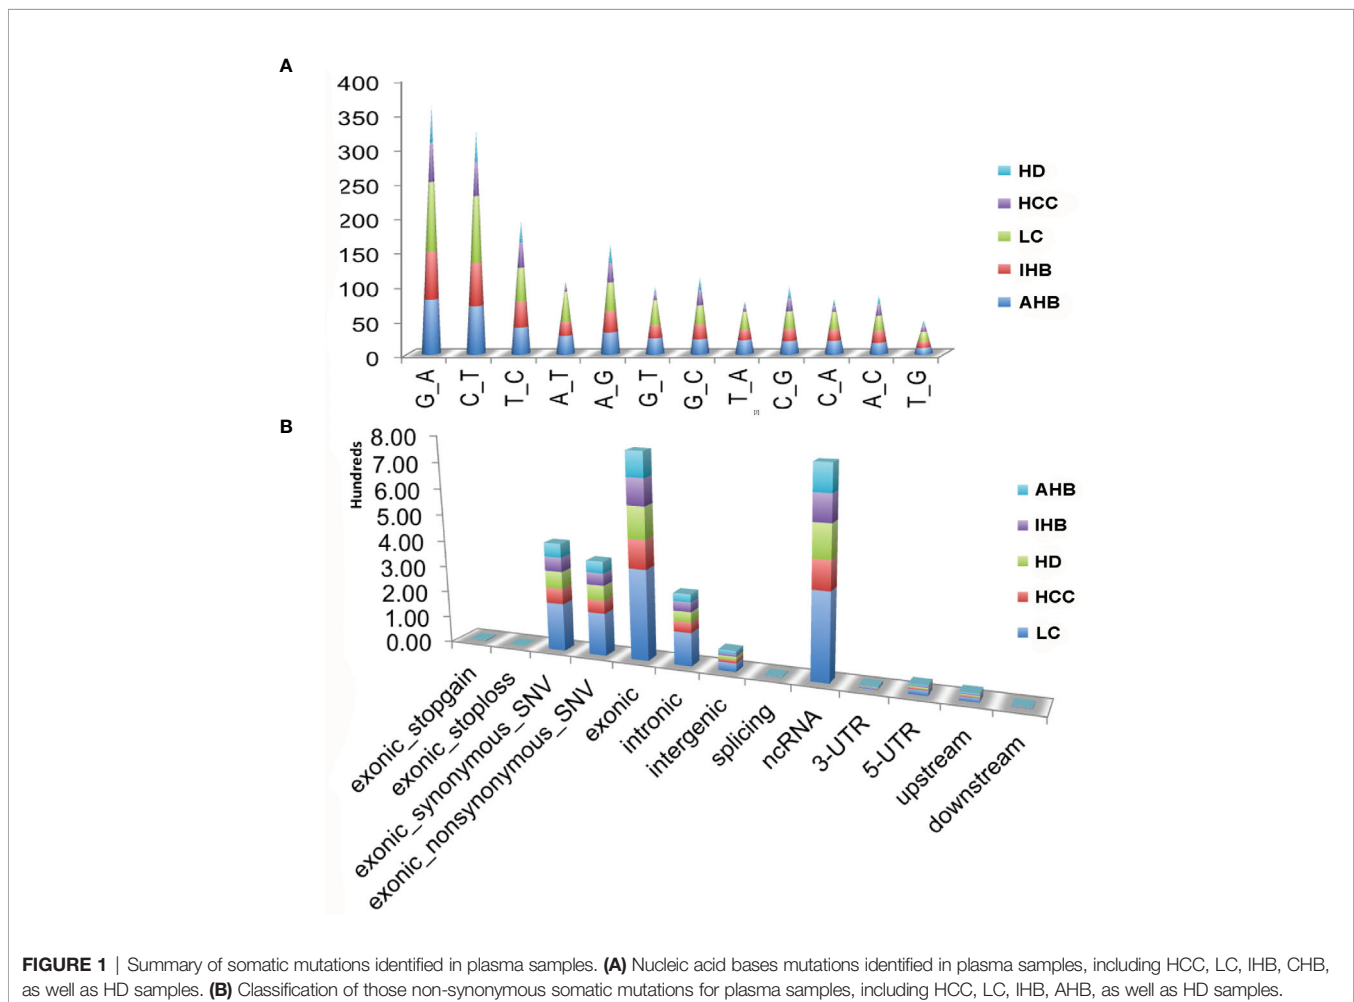 A
400
350
300
250
200
150
100
50
0
G_A
C_T
T_C
A_T
A_G
G_T
G_C
T_A
C_G
C_A
A_C
T_G
HD
HCC
LC
IHB
AHB
B
Hundreds
8.00
7.00
6.00
5.00
4.00
3.00
2.00
1.00
0.00
exonic_stopgain
exonic_stoploss
exonic_synonymous_SNV
exonic_nonsynonymous_SNV
exonic
intronic
intergenic
splicing
ncRNA
3-UTR
5-UTR
upstream
downstream
AHB
IHB
HD
HCC
LC
FIGURE 1 | Summary of somatic mutations identified in plasma samples. (A) Nucleic acid bases mutations identified in plasma samples, including HCC, LC, IHB, CHB,
as well as HD samples. (B) Classification of those non-synonymous somatic mutations for plasma samples, including HCC, LC, IHB, AHB, as well as HD samples.